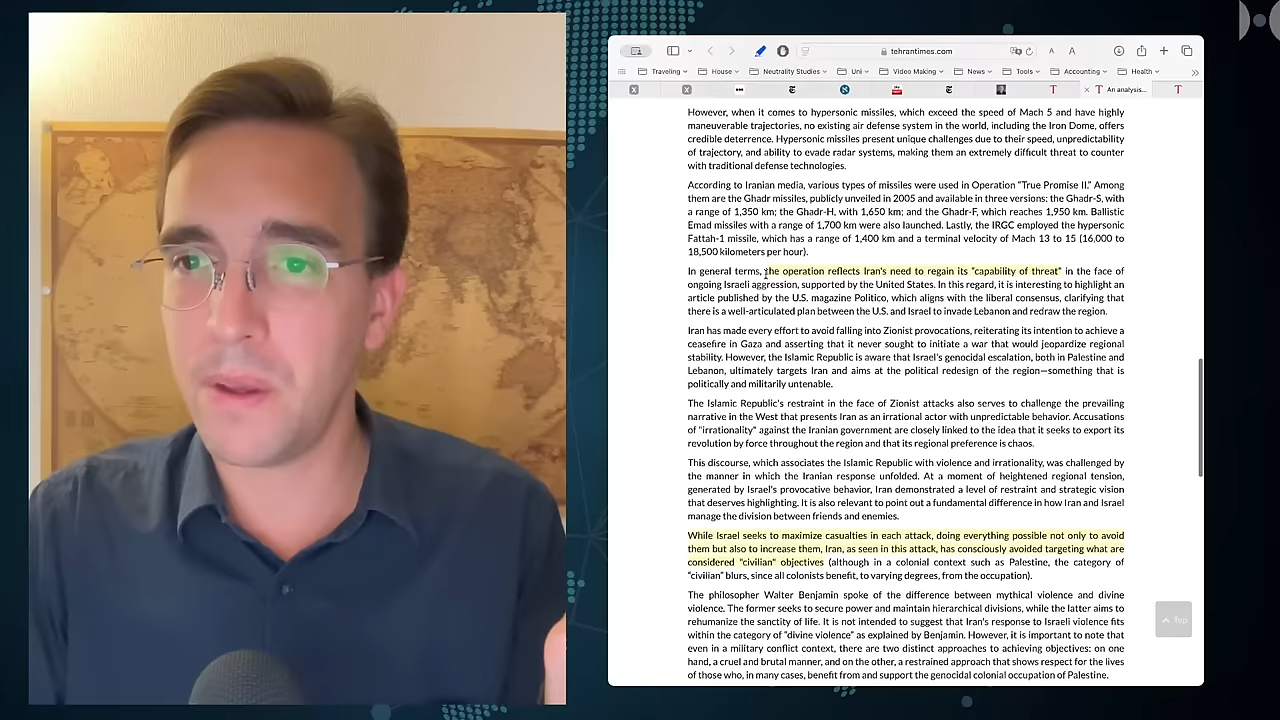 tehrantimes.com
A A
Traveling House Neutrality Studies Uni Video Making News Tools Accounting Health
An analysis...
However, when it comes to hypersonic missiles, which exceed the speed of Mach 5 and have highly
maneuverable trajectories, no existing air defense system in the world, including the Iron Dome, offers
credible deterrence. Hypersonic missiles present unique challenges due to their speed, unpredictability
of trajectory, and ability to evade radar systems, making them an extremely difficult threat to counter
with traditional defense technologies.
According to Iranian media, various types of missiles were used in Operation "True Promise II." Among
them are the Ghadr missiles, publicly unveiled in 2005 and available in three versions: the Ghadr-S, with
a range of 1,350 km; the Ghadr-H, with 1,650 km; and the Ghadr-F, which reaches 1,950 km. Ballistic
Emad missiles with a range of 1,700 km were also launched. Lastly, the IRGC employed the hypersonic
Fattah-1 missile, which has a range of 1,400 km and a terminal velocity of Mach 13 to 15 (16,000 to
18,500 kilometers per hour).
In general terms, the operation reflects Iran's need to regain its "capability of threat" in the face of
ongoing Israeli aggression, supported by the United States. In this regard, it is interesting to highlight an
article published by the U.S. magazine Politico, which aligns with the liberal consensus, clarifying that
there is a well-articulated plan between the U.S. and Israel to invade Lebanon and redraw the region.
Iran has made every effort to avoid falling into Zionist provocations, reiterating its intention to achieve a
ceasefire in Gaza and asserting that it never sought to initiate a war that would jeopardize regional
stability. However, the Islamic Republic is aware that Israel's genocidal escalation, both in Palestine and
Lebanon, ultimately targets Iran and aims at the political redesign of the region—something that is
politically and militarily untenable.
The Islamic Republic's restraint in the face of Zionist attacks also serves to challenge the prevailing
narrative in the West that presents Iran as an irrational actor with unpredictable behavior. Accusations
of "irrationality" against the Iranian government are closely linked to the idea that it seeks to export its
revolution by force throughout the region and that its regional preference is chaos.
This discourse, which associates the Islamic Republic with violence and irrationality, was challenged by
the manner in which the Iranian response unfolded. At a moment of heightened regional tension,
generated by Israel's provocative behavior, Iran demonstrated a level of restraint and strategic vision
that deserves highlighting. It is also relevant to point out a fundamental difference in how Iran and Israel
manage the division between friends and enemies.
While Israel seeks to maximize casualties in each attack, doing everything possible not only to avoid
them but also to increase them, Iran, as seen in this attack, has consciously avoided targeting what are
considered "civilian" objectives (although in a colonial context such as Palestine, the category of
"civilian" blurs, since all colonists benefit, to varying degrees, from the occupation).
The philosopher Walter Benjamin spoke of the difference between mythical violence and divine
violence. The former seeks to secure power and maintain hierarchical divisions, while the latter aims to
rehumanize the sanctity of life. It is not intended to suggest that Iran's response to Israeli violence fits
within the category of "divine violence" as explained by Benjamin. However, it is important to note that
even in a military conflict context, there are two distinct approaches to achieving objectives: on one
hand, a cruel and brutal manner, and on the other, a restrained approach that shows respect for the lives
of those who, in many cases, benefit from and support the genocidal colonial occupation of Palestine.
Top